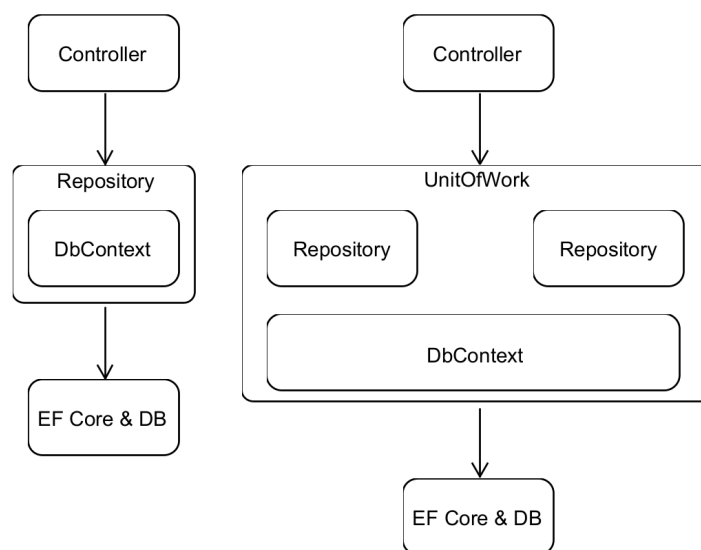 Controller
Repository
DbContext
EF Core & DB
Controller
UnitOfWork
Repository
Repository
DbContext
EF Core & DB